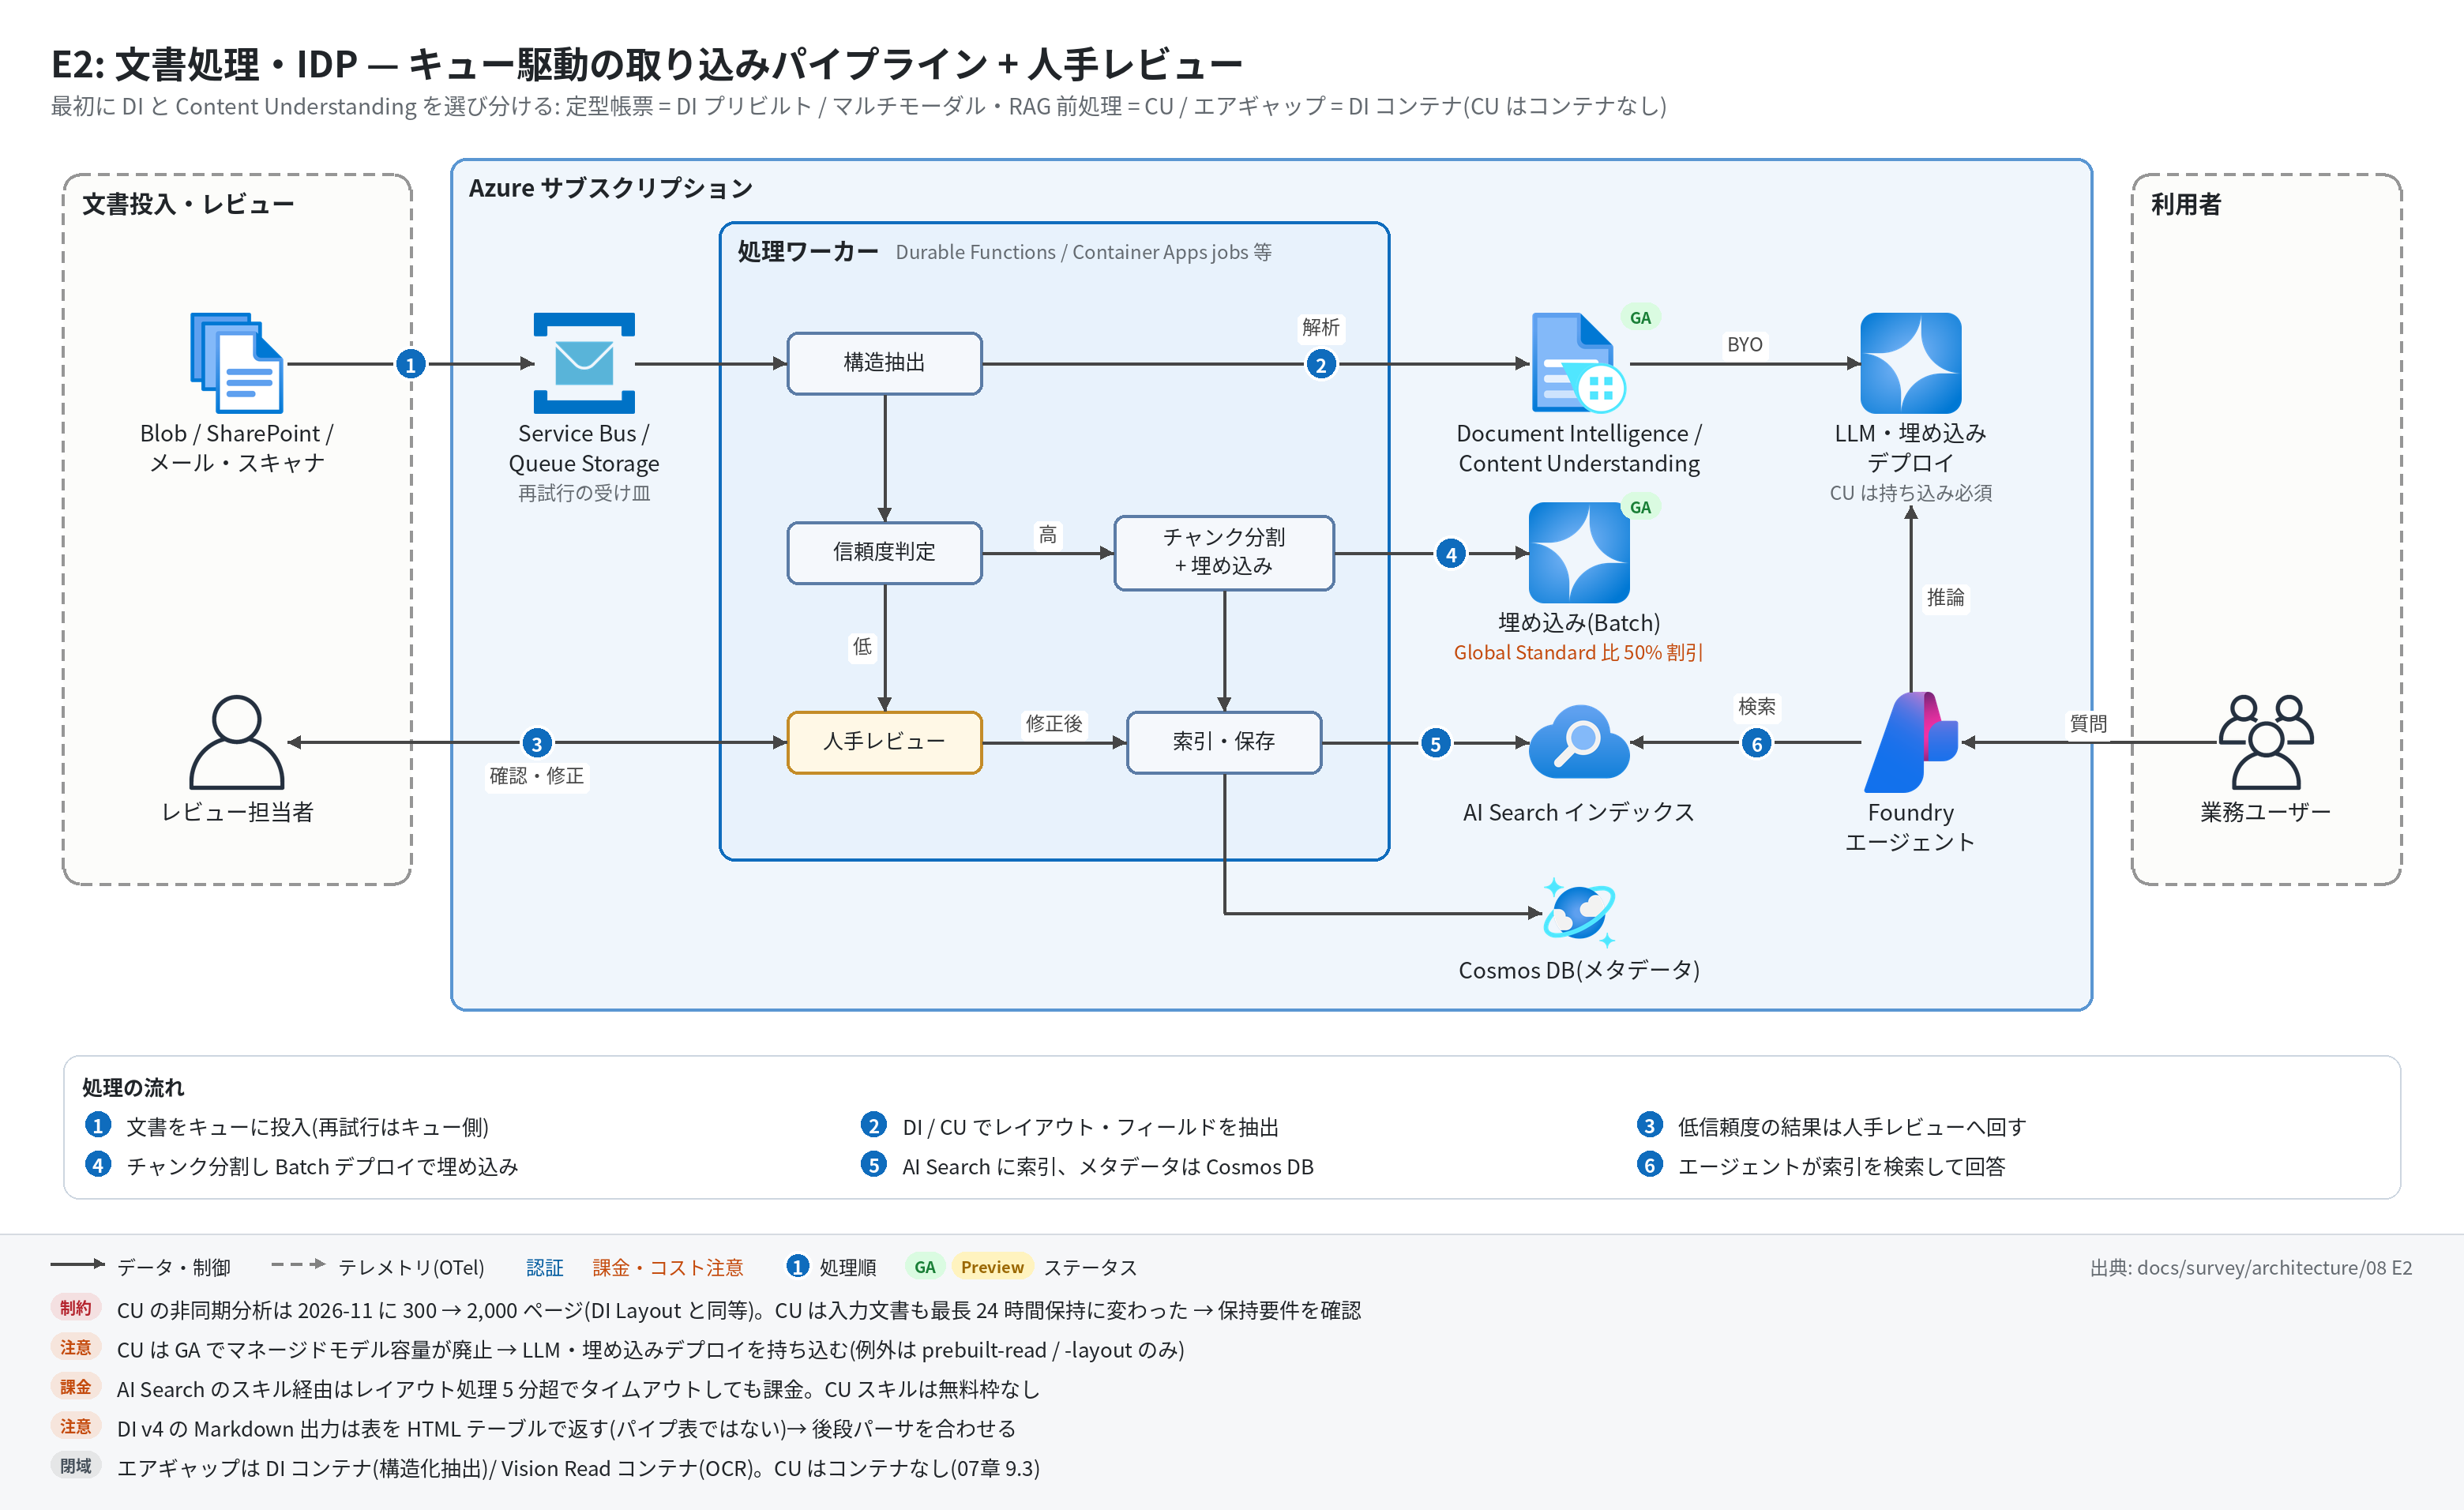 E2: 文書処理・IDP — キュー駆動の取り込みパイプライン + 人手レビュー
最初に DI と Content Understanding を選び分ける: 定型帳票 = DI プリビルト / マルチモーダル・RAG 前処理 = CU / エアギャップ = DI コンテナ(CU はコンテナなし)
文書投入・レビュー
Azure サブスクリプション
利用者
処理ワーカー Durable Functions / Container Apps jobs 等
1
構造抽出
解析
2
GA
BYO
Blob / SharePoint /
メール・スキャナ
Service Bus /
Queue Storage
再試行の受け皿
Document Intelligence /
Content Understanding
LLM・埋め込み
デプロイ
CU は持ち込み必須
信頼度判定
高
チャンク分割
+ 埋め込み
4
GA
埋め込み(Batch)
Global Standard 比 50% 割引
推論
低
3
確認・修正
人手レビュー
修正後
索引・保存
5
検索
6
質問
レビュー担当者
AI Search インデックス
Foundry
エージェント
業務ユーザー
Cosmos DB(メタデータ)
処理の流れ
1 文書をキューに投入(再試行はキュー側)
2 DI / CU でレイアウト・フィールドを抽出
3 低信頼度の結果は人手レビューへ回す
4 チャンク分割し Batch デプロイで埋め込み
5 AI Search に索引、メタデータは Cosmos DB
6 エージェントが索引を検索して回答
データ・制御 テレメトリ(OTel) 認証 課金・コスト注意 1 処理順 GA Preview ステータス
出典: docs/survey/architecture/08 E2
制約 CU の非同期分析は 2026-11 に 300 → 2,000 ページ(DI Layout と同等)。CU は入力文書も最長 24 時間保持に変わった → 保持要件を確認
注意 CU は GA でマネージドモデル容量が廃止 → LLM・埋め込みデプロイを持ち込む(例外は prebuilt-read / -layout のみ)
課金 AI Search のスキル経由はレイアウト処理 5 分超でタイムアウトしても課金。CU スキルは無料枠なし
注意 DI v4 の Markdown 出力は表を HTML テーブルで返す(パイプ表ではない)→ 後段パーサを合わせる
閉域 エアギャップは DI コンテナ(構造化抽出)/ Vision Read コンテナ(OCR)。CU はコンテナなし(07章 9.3)